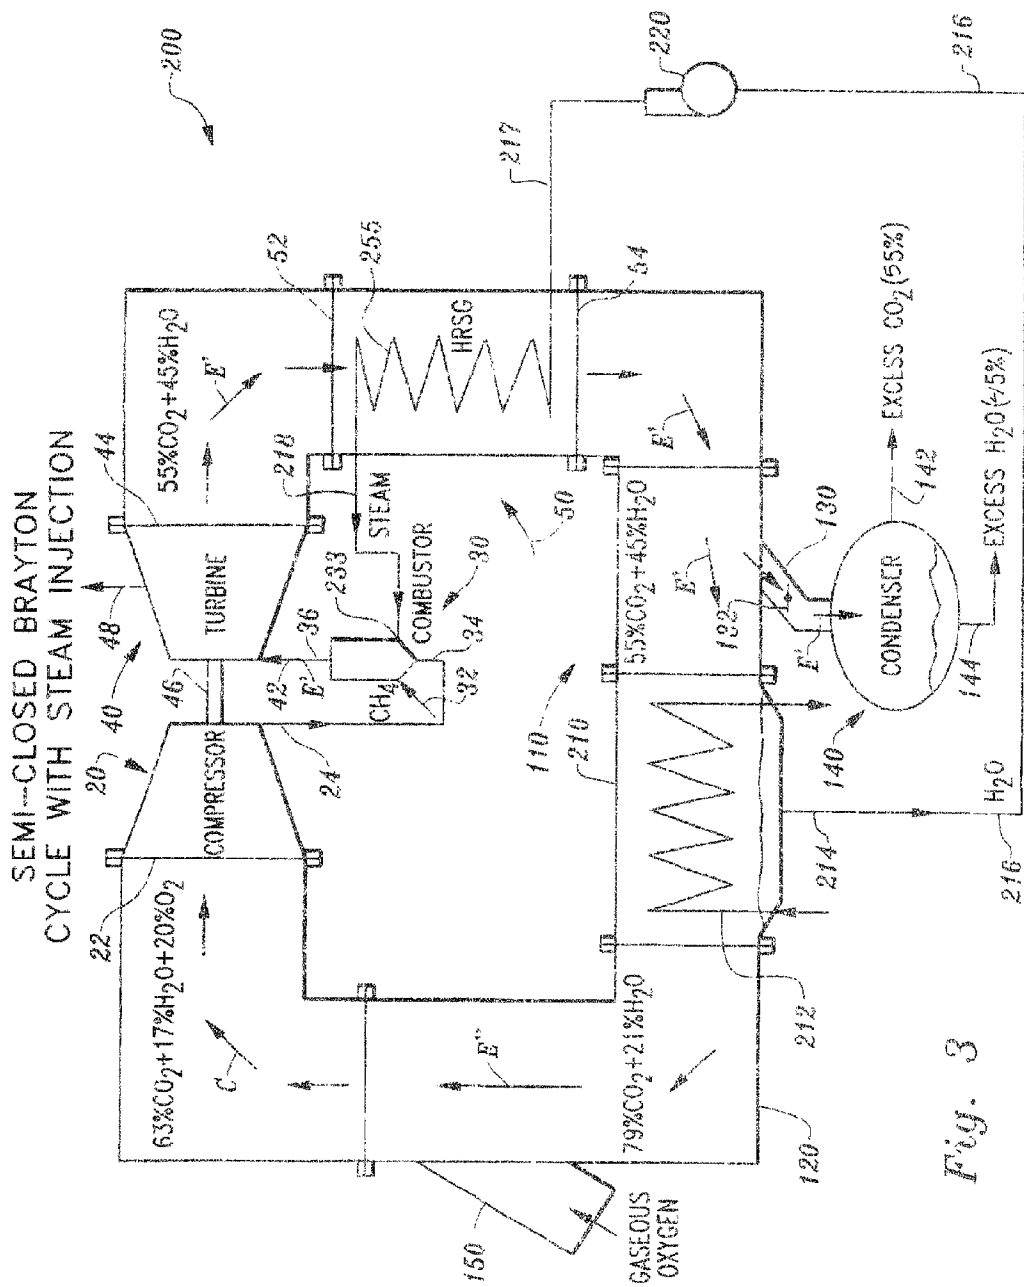 SEMI-CLOSED BRAYTON
CYCLE WITH STEAM INJECTION
200
40
48
20
46
44
22
COMPRESSOR
TURBINE
63%CO2+17%H2O+20%O2
55%CO2+45%H2O
C
E'
24
42
36
E'
218
52
233
STEAM
255
HRSG
CH4
COMBUSTOR
30
32
34
50
54
217
220
216
E''
110
210
E'
150
GASEOUS
OXYGEN
79%CO2+21%H2O
55%CO2+45%H2O
E'
132
130
E'
120
212
214
140
CONDENSER
142
EXCESS CO2(55%)
144
EXCESS H2O(45%)
H2O
216
Fig. 3